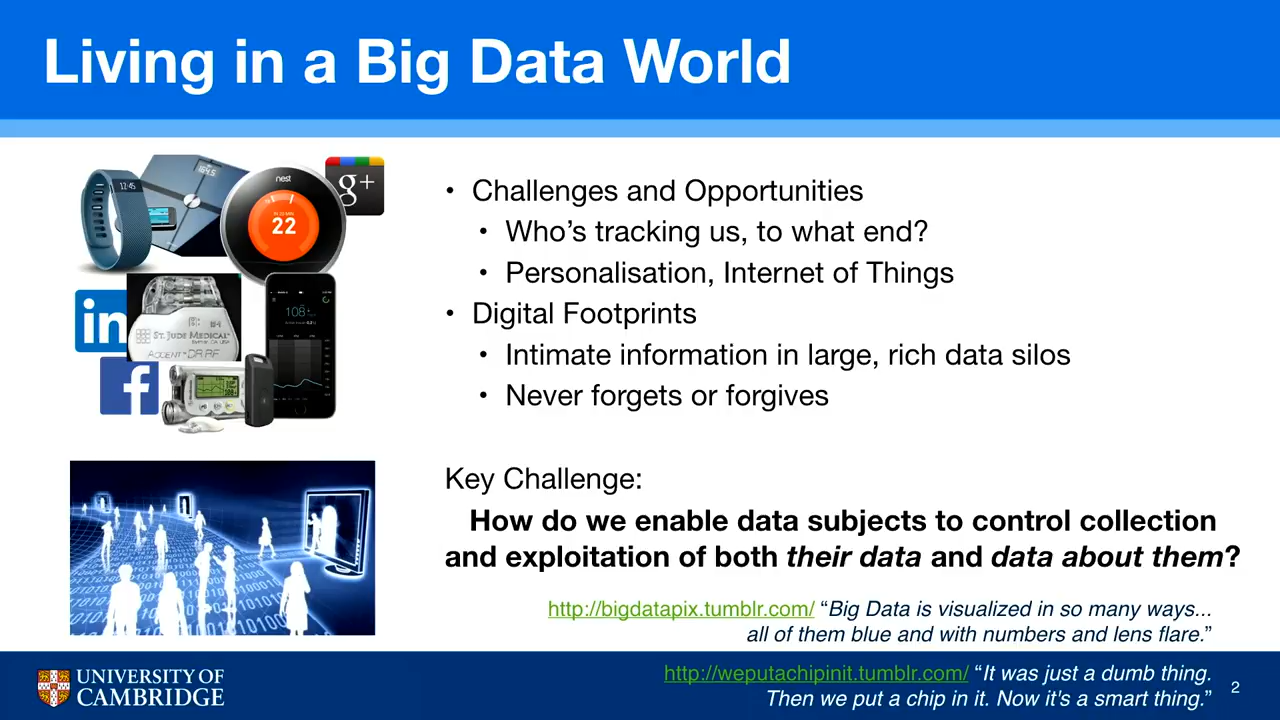 Living in a Big Data World
12:45
nest
22
g+
in
ST. JUDE MEDICAL
ACCENT DR RF
108
f
• Challenges and Opportunities
• Who’s tracking us, to what end?
• Personalisation, Internet of Things
• Digital Footprints
• Intimate information in large, rich data silos
• Never forgets or forgives
Key Challenge:
How do we enable data subjects to control collection
and exploitation of both their data and data about them?
http://bigdatapix.tumblr.com/ “Big Data is visualized in so many ways...
all of them blue and with numbers and lens flare.”
UNIVERSITY OF
CAMBRIDGE
http://weputachipinit.tumblr.com/ “It was just a dumb thing.
Then we put a chip in it. Now it's a smart thing.”
2